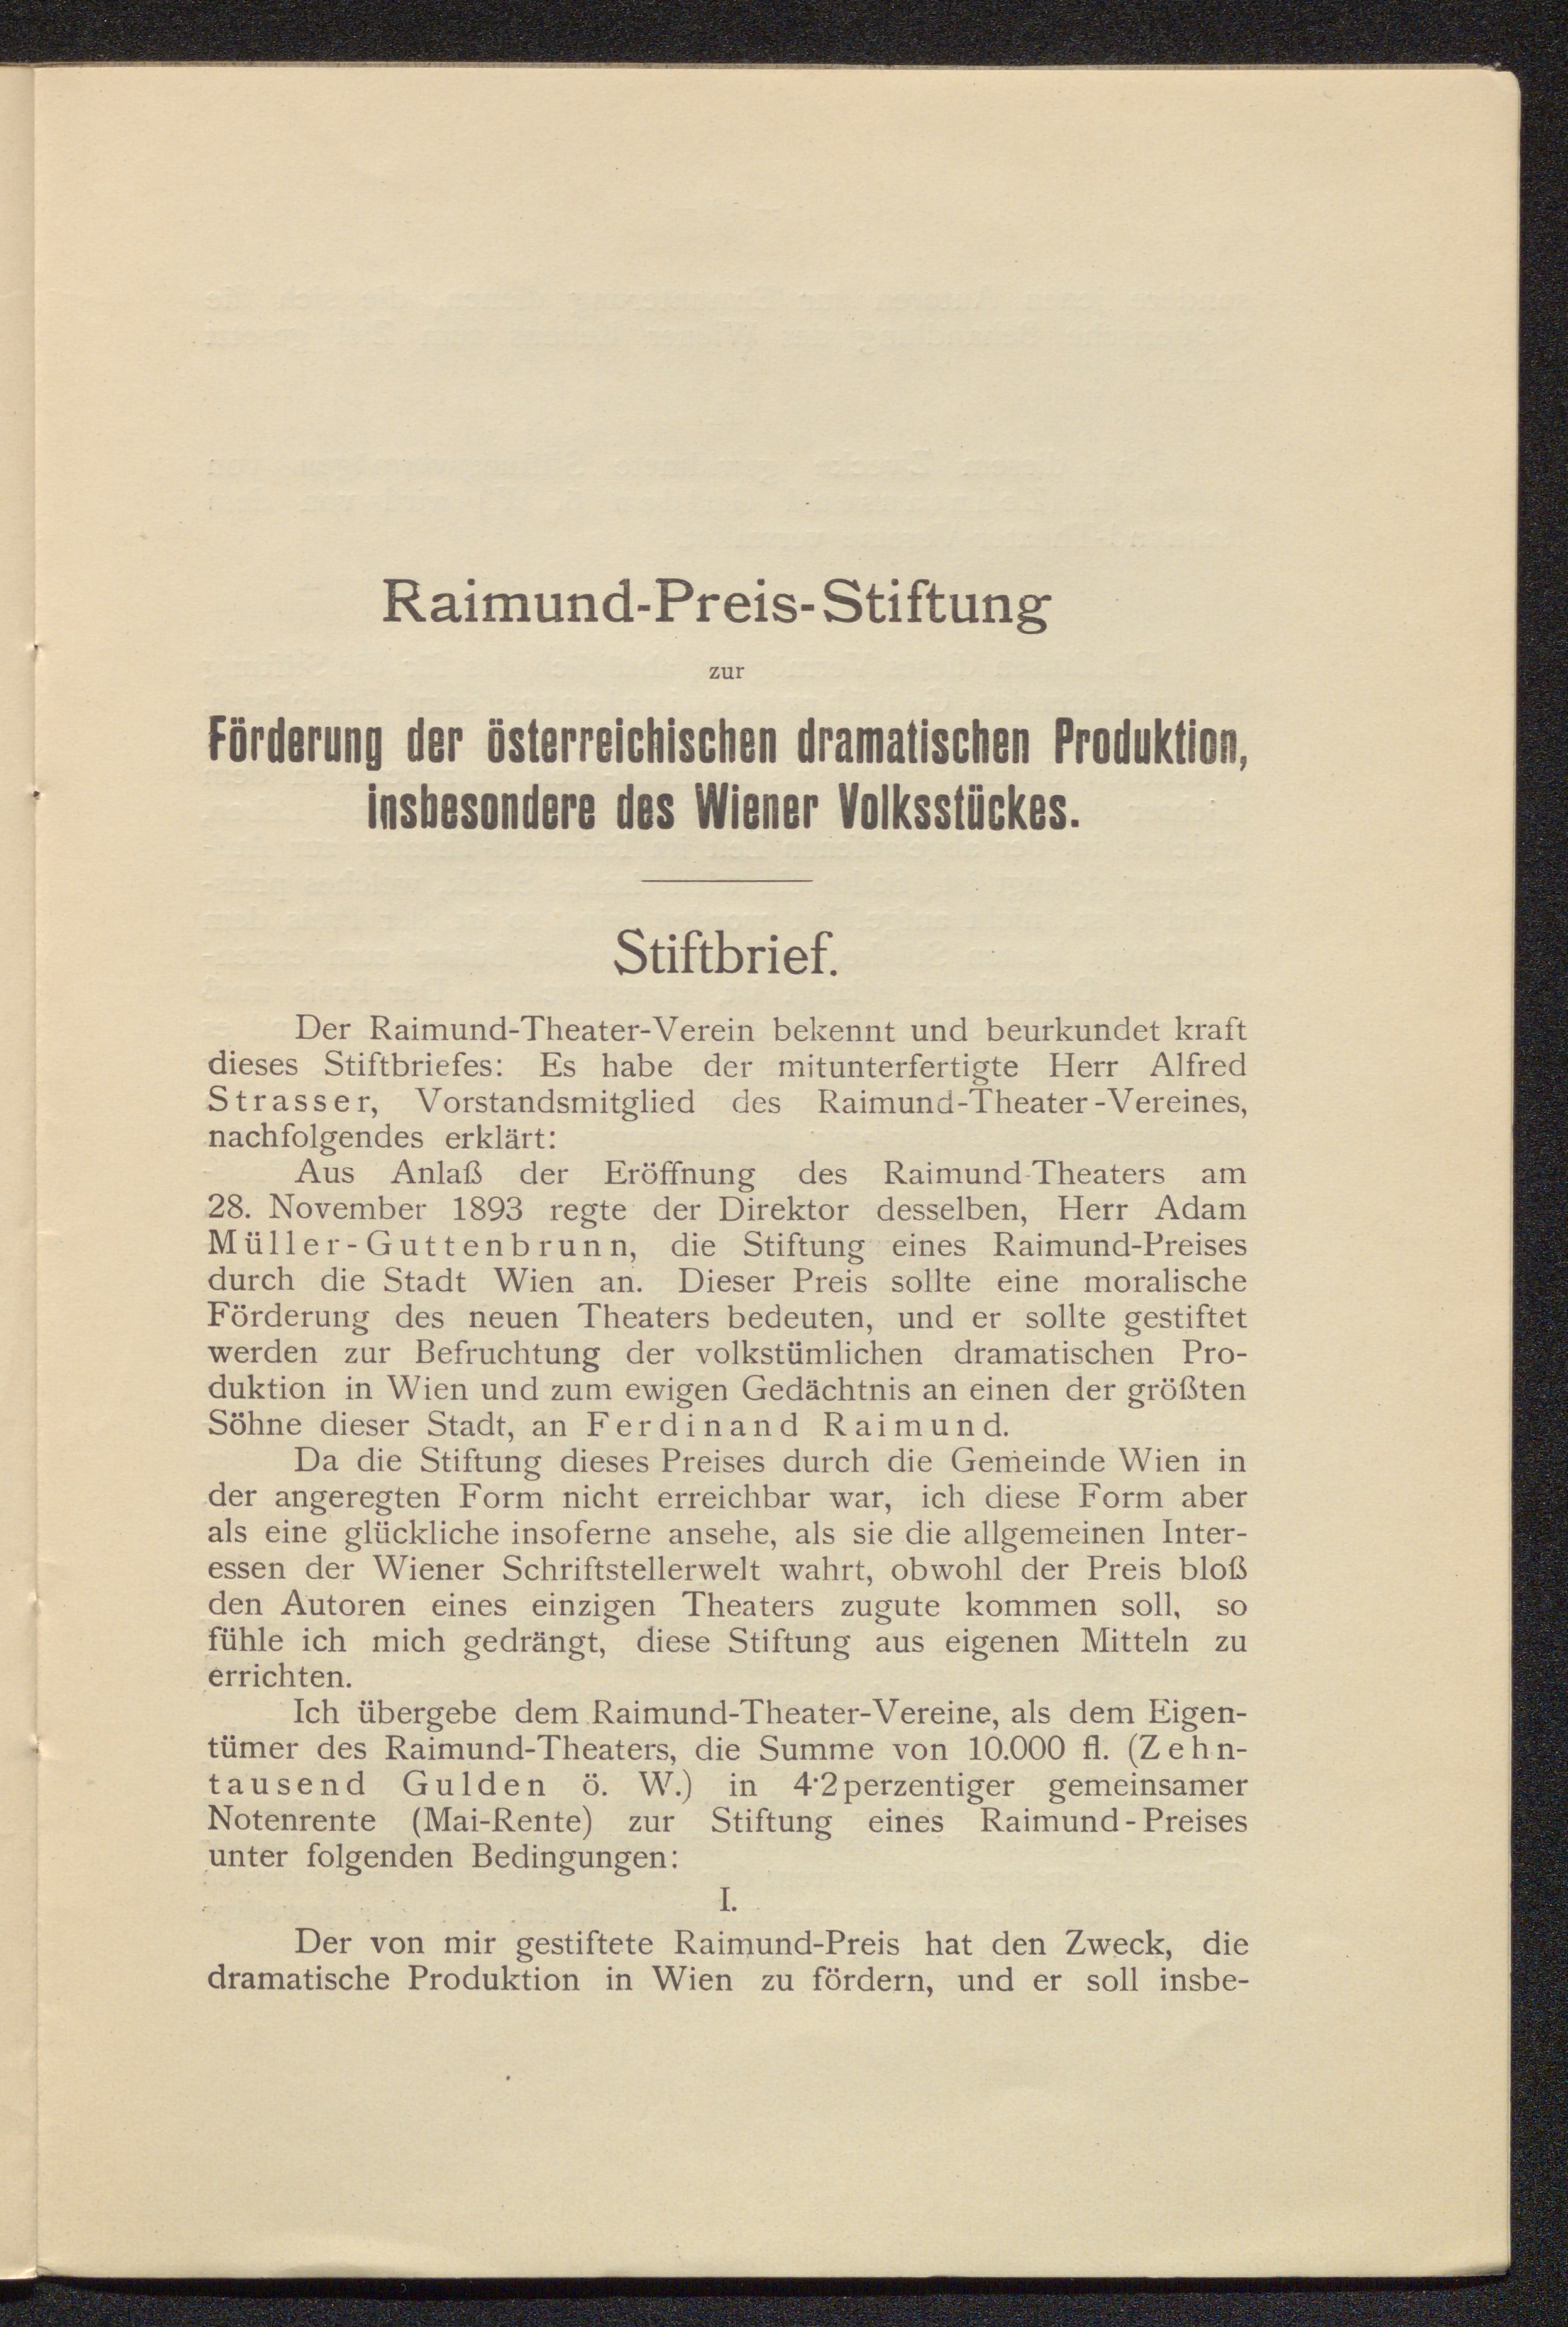 Raimund-Preis-Stiftung
zur
Förderung der österreichischen dramatischen Produktion,
insbesondere des Wiener Volksstückes.
Stiftbrief.
Der Raimund-Theater-Verein bekennt und beurkundet kraft
dieses Stiftbriefes: Es habe der mitunterfertigte Herr Alfred
Strasser, Vorstandsmitglied des Raimund-Theater-Vereines,
nachfolgendes erklärt:
Aus Anlaß der Eröffnung des Raimund-Theaters am
28. November 1893 regte der Direktor desselben, Herr Adam
Müller-Guttenbrunn, die Stiftung eines Raimund-Preises
durch die Stadt Wien an. Dieser Preis sollte eine moralische
Förderung des neuen Theaters bedeuten, und er sollte gestiftet
werden zur Befruchtung der volkstümlichen dramatischen Pro-
duktion in Wien und zum ewigen Gedächtnis an einen der größten
Söhne dieser Stadt, an Ferdinand Raimund.
Da die Stiftung dieses Preises durch die Gemeinde Wien in
der angeregten Form nicht erreichbar war, ich diese Form aber
als eine glückliche insoferne ansehe, als sie die allgemeinen Inter-
essen der Wiener Schriftstellerwelt wahrt, obwohl der Preis bloß
den Autoren eines einzigen Theaters zugute kommen soll, so
fühle ich mich gedrängt, diese Stiftung aus eigenen Mitteln zu
errichten.
Ich übergebe dem Raimund-Theater-Vereine, als dem Eigen-
tümer des Raimund-Theaters, die Summe von 10.000 fl. (Zehn-
tausend Gulden ö. W.) in 4·2perzentiger gemeinsamer
Notenrente (Mai-Rente) zur Stiftung eines Raimund-Preises
unter folgenden Bedingungen:
I.
Der von mir gestiftete Raimund-Preis hat den Zweck, die
dramatische Produktion in Wien zu fördern, und er soll insbe-